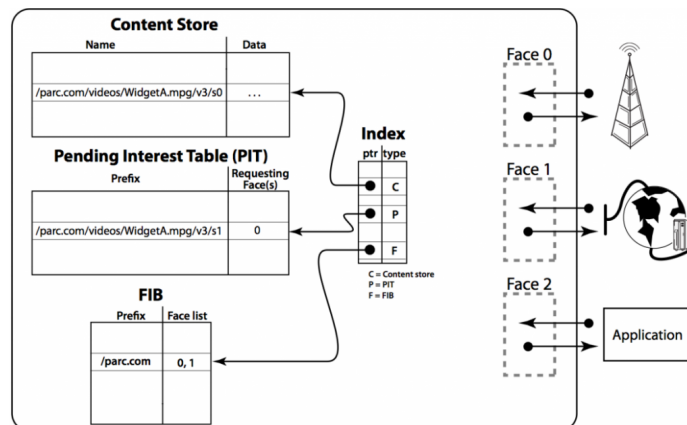 Content Store
Name Data
/parc.com/videos/WidgetA.mpg/v3/s0 ...
Pending Interest Table (PIT)
Prefix Requesting Face(s)
/parc.com/videos/WidgetA.mpg/v3/s1 0
FIB
Prefix Face list
/parc.com 0, 1
Index
ptr type
C
P
F
C = Content store
P = PIT
F = FIB
Face 0
Face 1
Face 2
Application